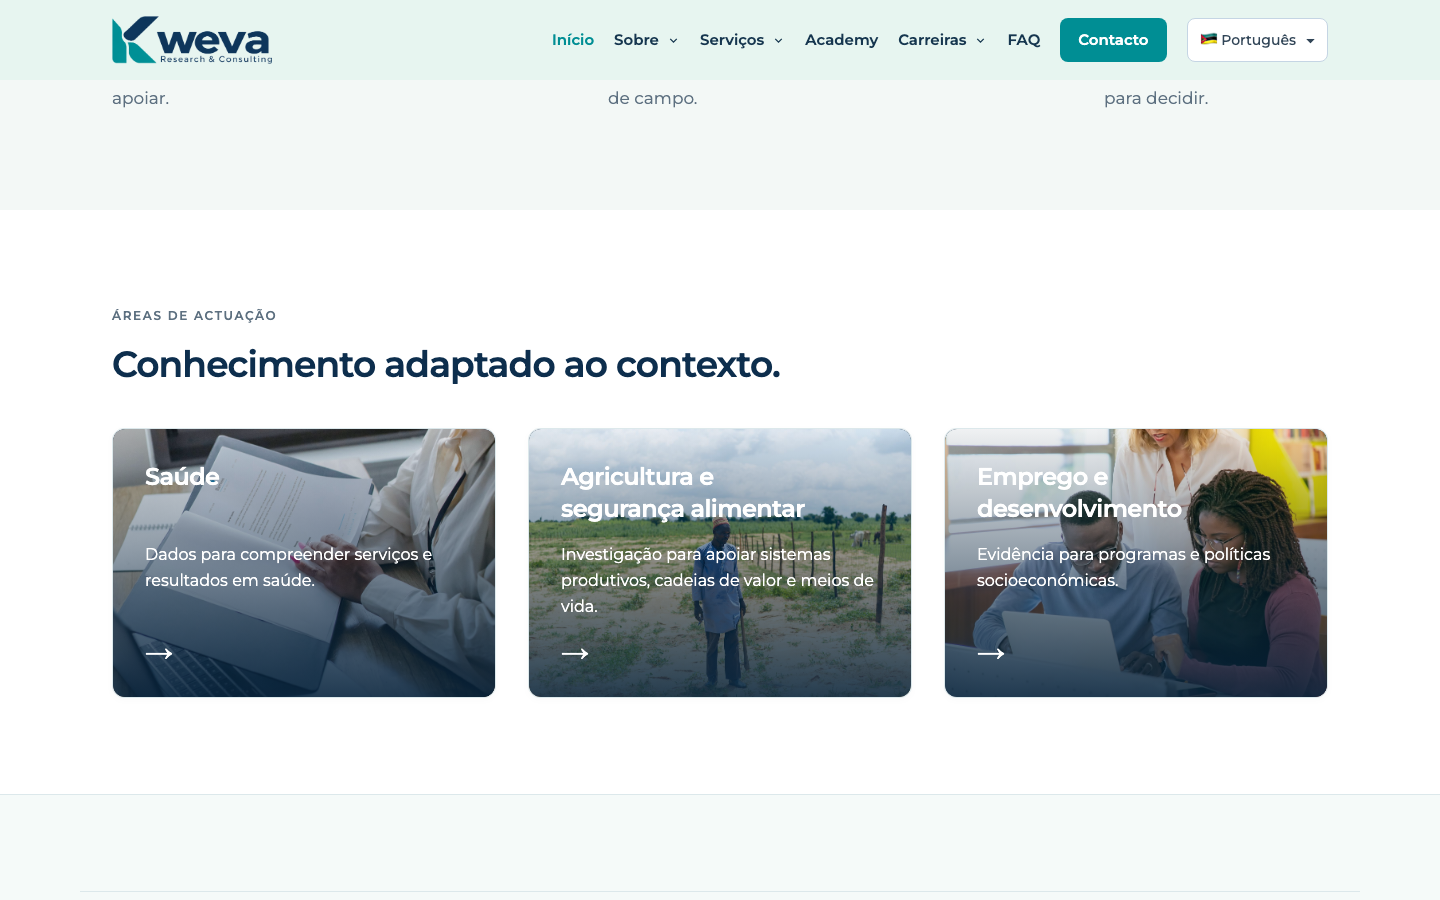 Kweva
Research & Consulting
Início Sobre Serviços Academy Carreiras FAQ Contacto Português
apoiar.
de campo.
para decidir.
ÁREAS DE ACTUAÇÃO
Conhecimento adaptado ao contexto.
Saúde
Dados para compreender serviços e
resultados em saúde.
→
Agricultura e
segurança alimentar
Investigação para apoiar sistemas
produtivos, cadeias de valor e meios de
vida.
→
Emprego e
desenvolvimento
Evidência para programas e políticas
socioeconómicas.
→